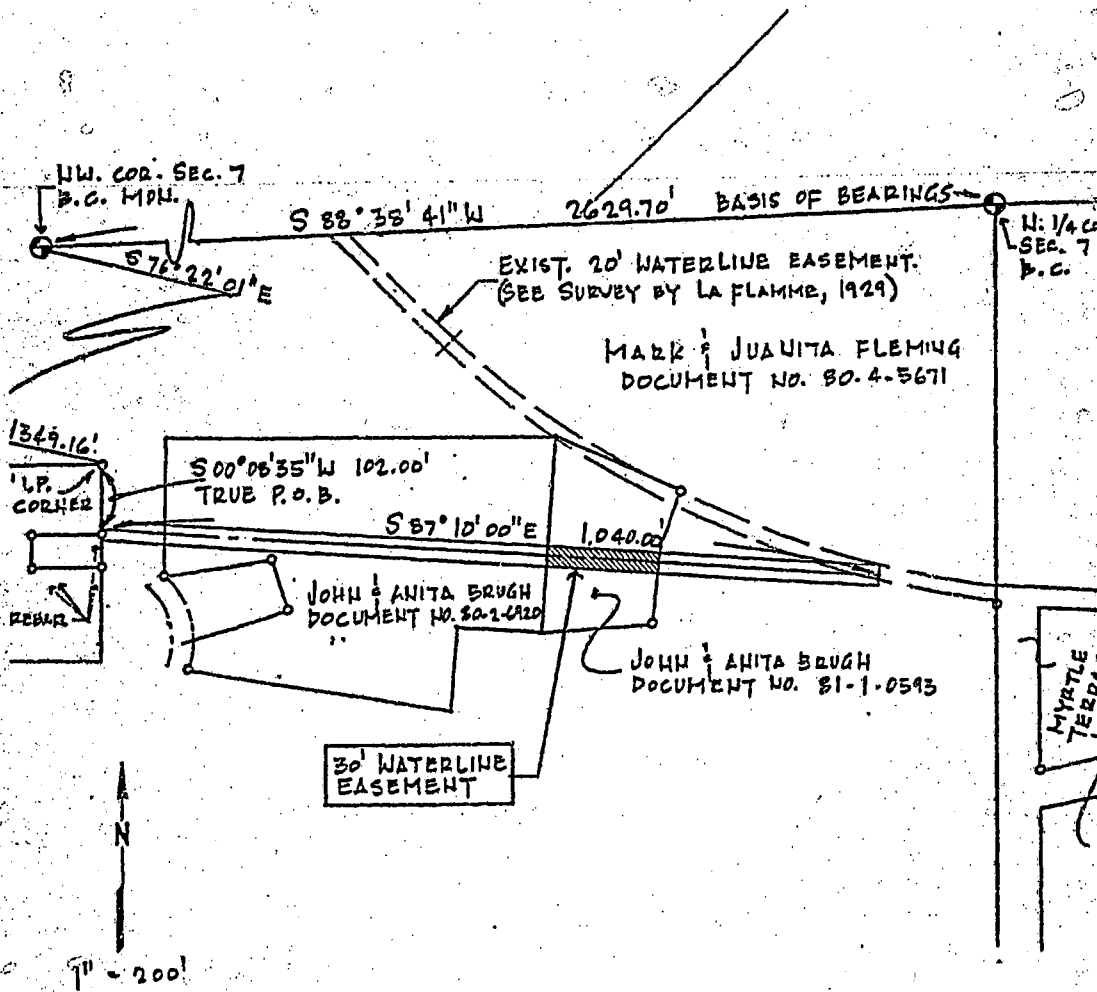 NW. COR. SEC. 7
B.C. MON.
S 88° 38' 41" W 2629.70' BASIS OF BEARINGS
N. 1/4
SEC. 7
B.C.
S 76° 22' 01" E
EXIST. 20' WATERLINE EASEMENT.
(SEE SURVEY BY LA FLAMME, 1929)
MARK & JUANITA FLEMING
DOCUMENT NO. 80-4-5671
1349.16'
I.P.
CORNER
S 00° 08' 35" W 102.00'
TRUE P.O.B.
S 87° 10' 00" E 1,040.00'
REBAR
JOHN & ANITA BRUGH
DOCUMENT NO. 80-2-6920
JOHN & ANITA BRUGH
DOCUMENT NO. 81-1-0593
MYRTLE
30' WATERLINE
EASEMENT
N
1" = 200'